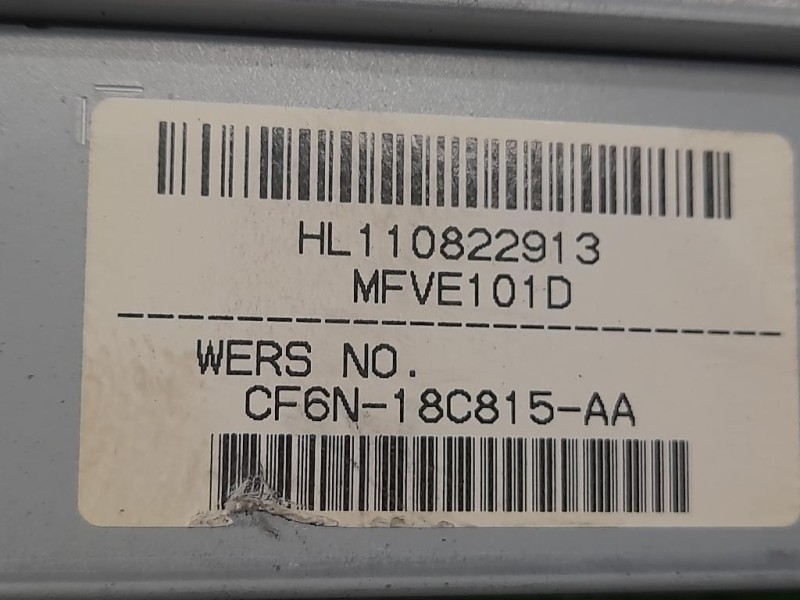 HL110822913
MFVE101D
WERS NO.
CF6N-18C815-AA